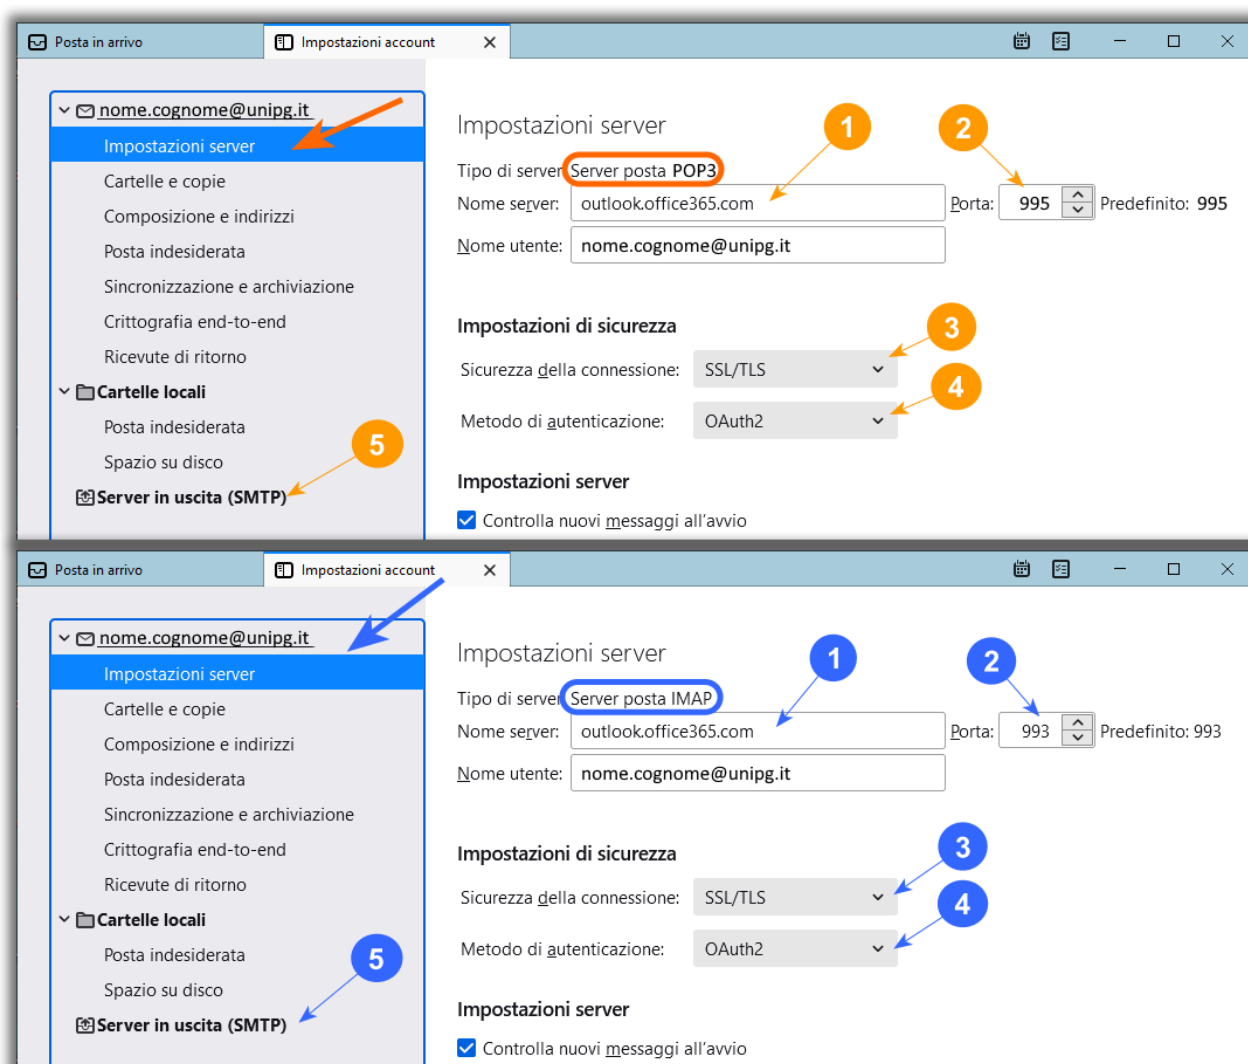 Posta in arrivo
Impostazioni account
nome.cognome@unipg.it
Impostazioni server
Cartelle e copie
Composizione e indirizzi
Posta indesiderata
Sincronizzazione e archiviazione
Crittografia end-to-end
Ricevute di ritorno
Cartelle locali
Posta indesiderata
Spazio su disco
5
Server in uscita (SMTP)
Impostazioni server
1
2
Tipo di server Server posta POP3
Nome server: outlook.office365.com Porta: 995 Predefinito: 995
Nome utente: nome.cognome@unipg.it
Impostazioni di sicurezza
3
Sicurezza della connessione: SSL/TLS
4
Metodo di autenticazione: OAuth2
Impostazioni server
Controlla nuovi messaggi all'avvio
Posta in arrivo
Impostazioni account
nome.cognome@unipg.it
Impostazioni server
Cartelle e copie
Composizione e indirizzi
Posta indesiderata
Sincronizzazione e archiviazione
Crittografia end-to-end
Ricevute di ritorno
Cartelle locali
Posta indesiderata
5
Spazio su disco
Server in uscita (SMTP)
Impostazioni server
1
2
Tipo di server Server posta IMAP
Nome server: outlook.office365.com Porta: 993 Predefinito: 993
Nome utente: nome.cognome@unipg.it
Impostazioni di sicurezza
3
Sicurezza della connessione: SSL/TLS
4
Metodo di autenticazione: OAuth2
Impostazioni server
Controlla nuovi messaggi all'avvio